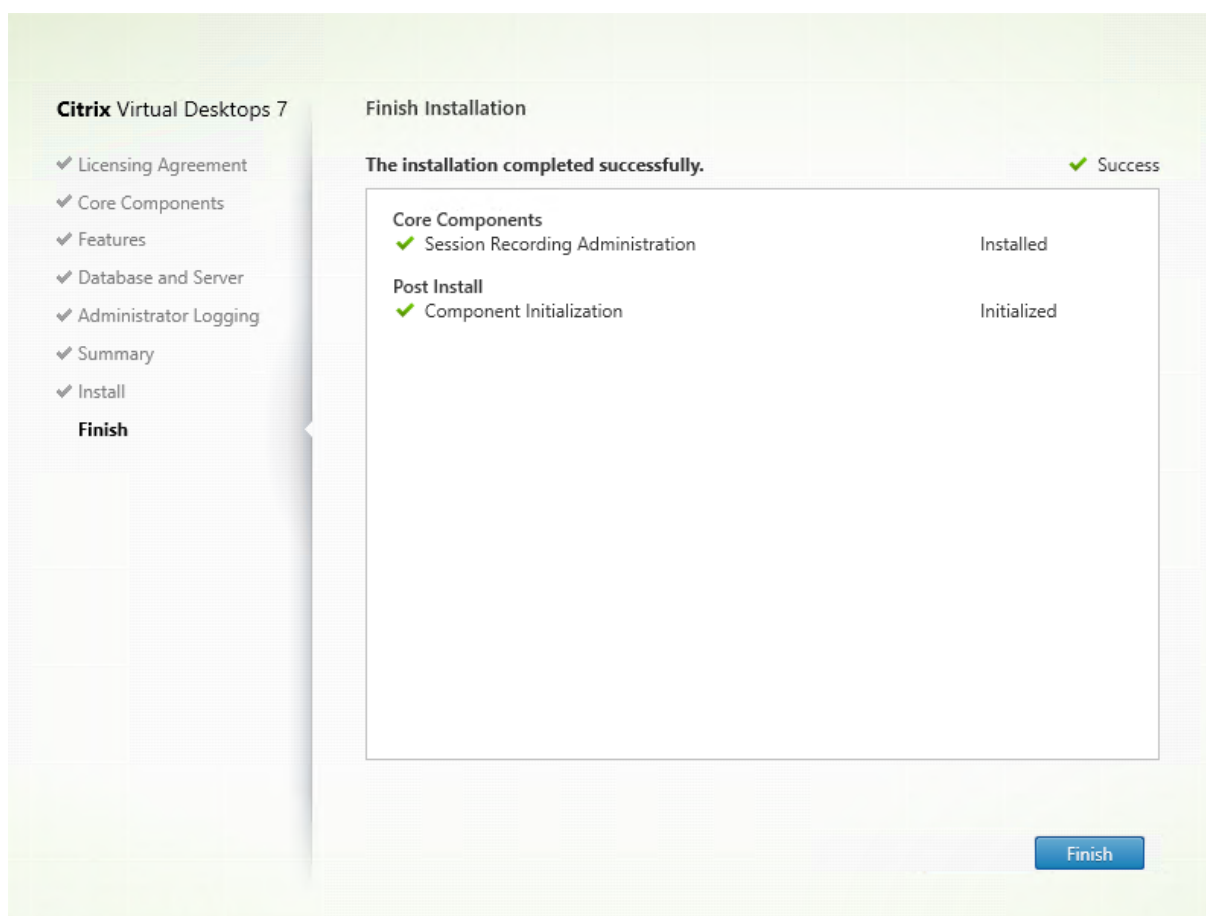 Citrix Virtual Desktops 7
Licensing Agreement
Core Components
Features
Database and Server
Administrator Logging
Summary
Install
Finish
Finish Installation
The installation completed successfully. Success
Core Components
Session Recording Administration Installed
Post Install
Component Initialization Initialized
Finish